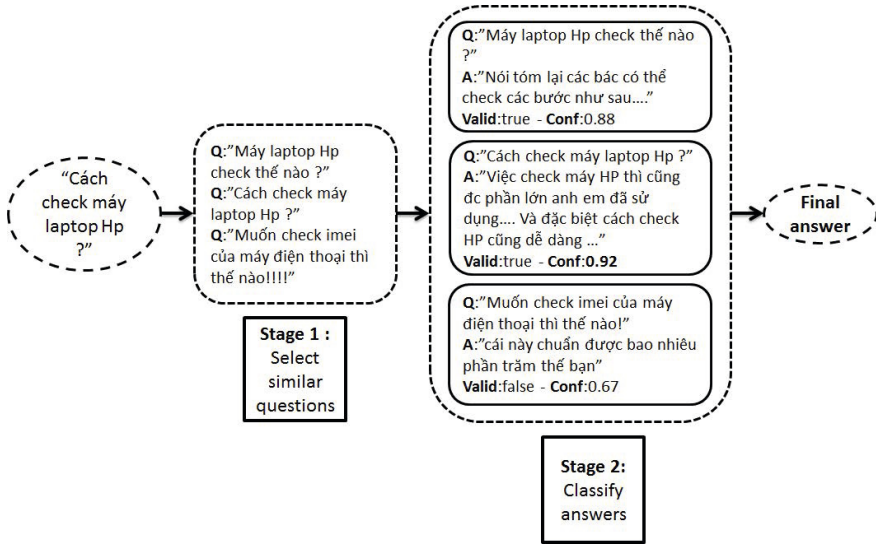 “Cách
check máy
laptop Hp
?”
Q:”Máy laptop Hp
check thế nào ?”
Q:”Cách check máy
laptop Hp ?”
Q:”Muốn check imei
của máy điện thoại thì
thế nào!!!!”
Stage 1 :
Select
similar
questions
Q:”Máy laptop Hp check thế nào
?”
A:”Nói tóm lại các bác có thể
check các bước như sau....”
Valid:true - Conf:0.88
Q:”Cách check máy laptop Hp ?”
A:”Việc check máy HP thì cũng
đc phần lớn anh em đã sử
dụng.... Và đặc biệt cách check
HP cũng dễ dàng ...”
Valid:true - Conf:0.92
Q:”Muốn check imei của máy
điện thoại thì thế nào!”
A:”cái này chuẩn được bao nhiêu
phần trăm thế bạn”
Valid:false - Conf:0.67
Stage 2:
Classify
answers
Final
answer